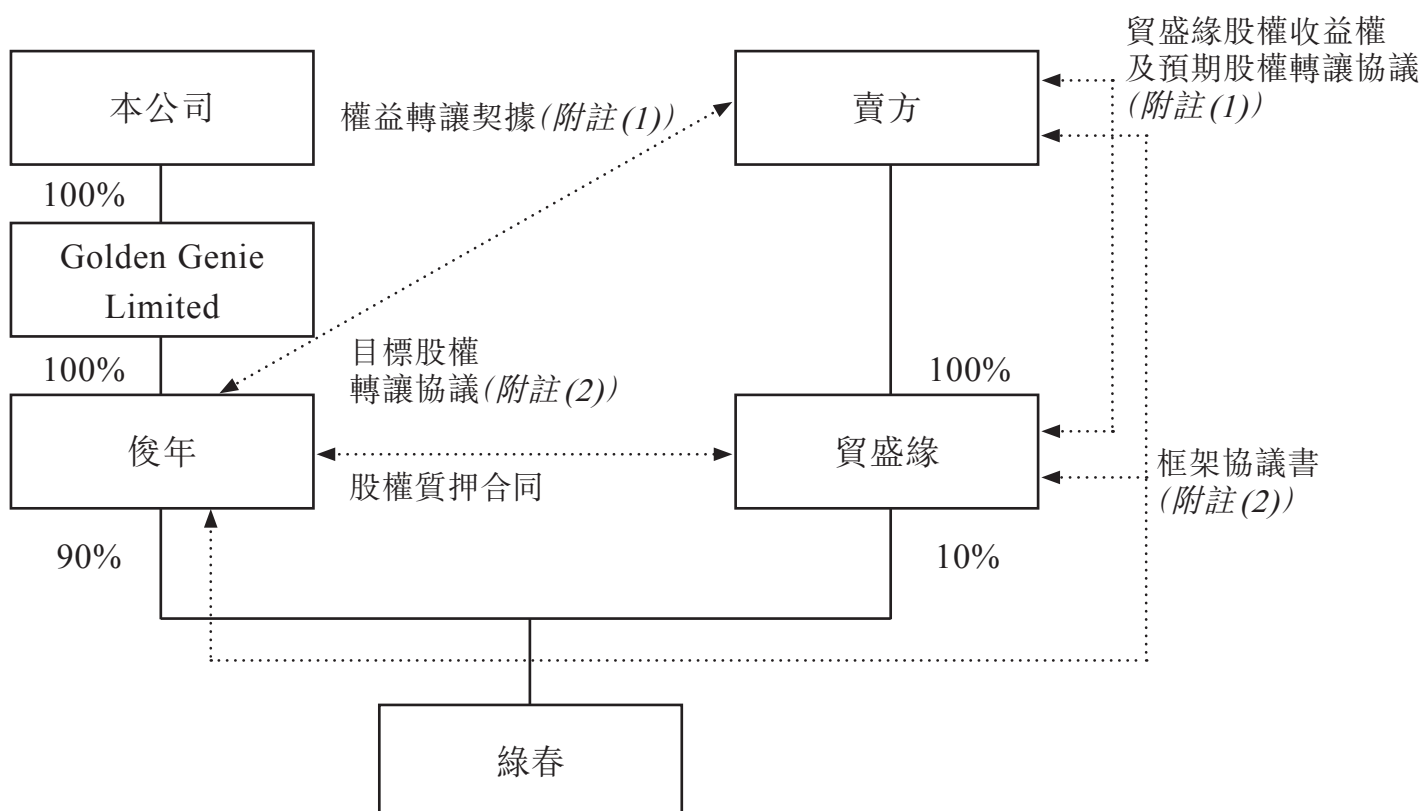 貿盛緣股權收益權
及預期股權轉讓協議
(附註(1))
本公司
權益轉讓契據(附註(1))
賣方
100%
Golden Genie
Limited
目標股權
轉讓協議(附註(2))
100%
100%
俊年
貿盛緣
股權質押合同
框架協議書
(附註(2))
90%
10%
綠春